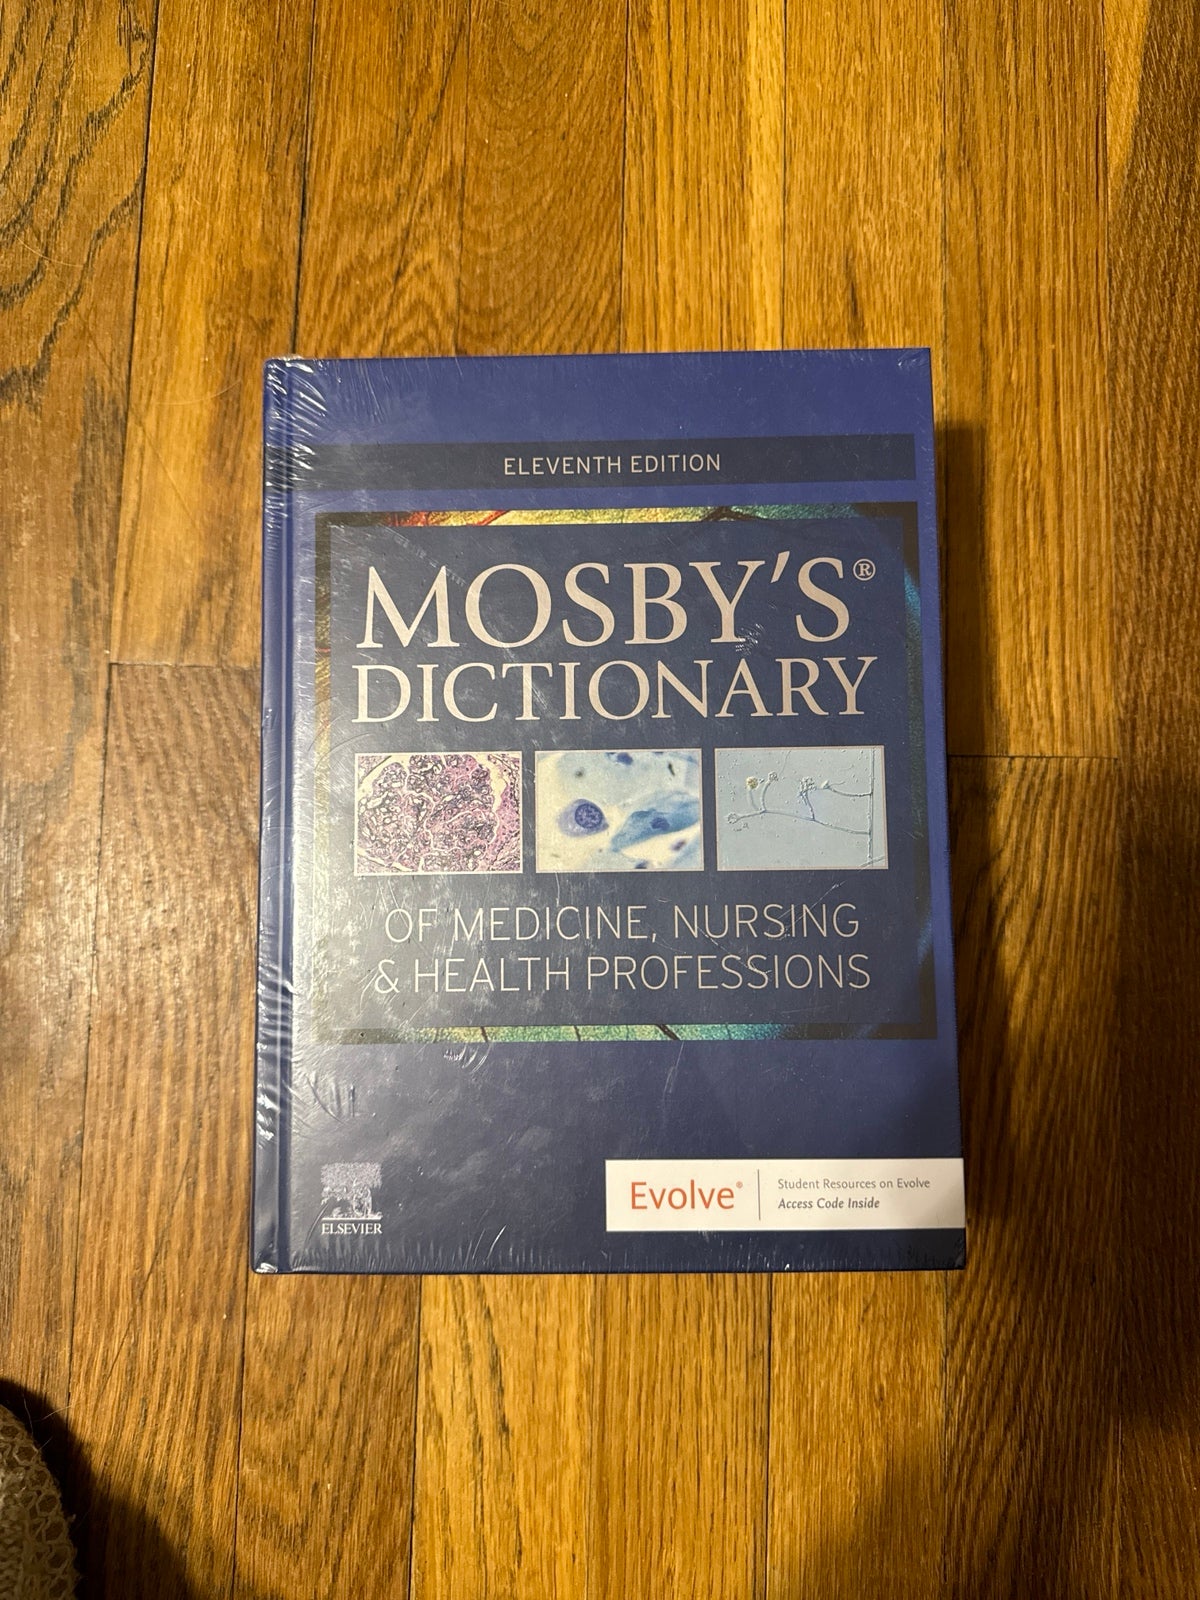 ELEVENTH EDITION
MOSBY'S®
DICTIONARY
OF MEDICINE, NURSING
& HEALTH PROFESSIONS
ELSEVIER
Evolve®
Student Resources on Evolve
Access Code Inside